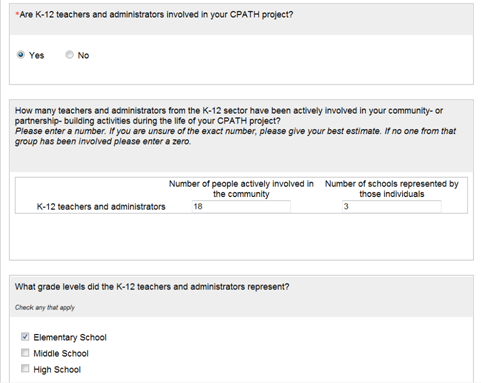 *Are K-12 teachers and administrators involved in your CPATH project?
Yes No
How many teachers and administrators from the K-12 sector have been actively involved in your community- or
partnership- building activities during the life of your CPATH project?
Please enter a number. If you are unsure of the exact number, please give your best estimate. If no one from that
group has been involved please enter a zero.
Number of people actively involved in Number of schools represented by
the community those individuals
K-12 teachers and administrators 18 3
What grade levels did the K-12 teachers and administrators represent?
Check any that apply
Elementary School
Middle School
High School